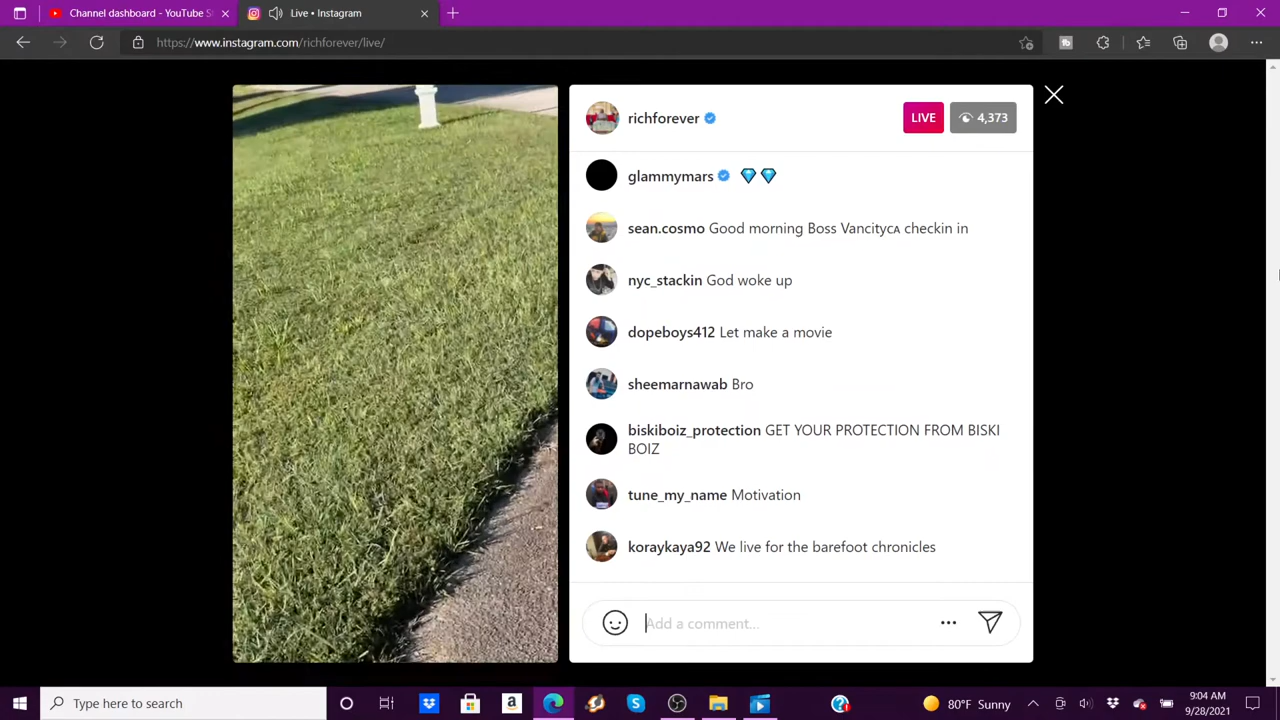 Channel dashboard - YouTube S
Live • Instagram
https://www.instagram.com/richforever/live/
richforever
LIVE
4,373
glammymars 💎💎
sean.cosmo Good morning Boss Vancityᴄᴀ checkin in
nyc_stackin God woke up
dopeboys412 Let make a movie
sheemarnawab Bro
biskiboiz_protection GET YOUR PROTECTION FROM BISKI
BOIZ
tune_my_name Motivation
koraykaya92 We live for the barefoot chronicles
Add a comment...
Type here to search
80°F Sunny
9:04 AM
9/28/2021